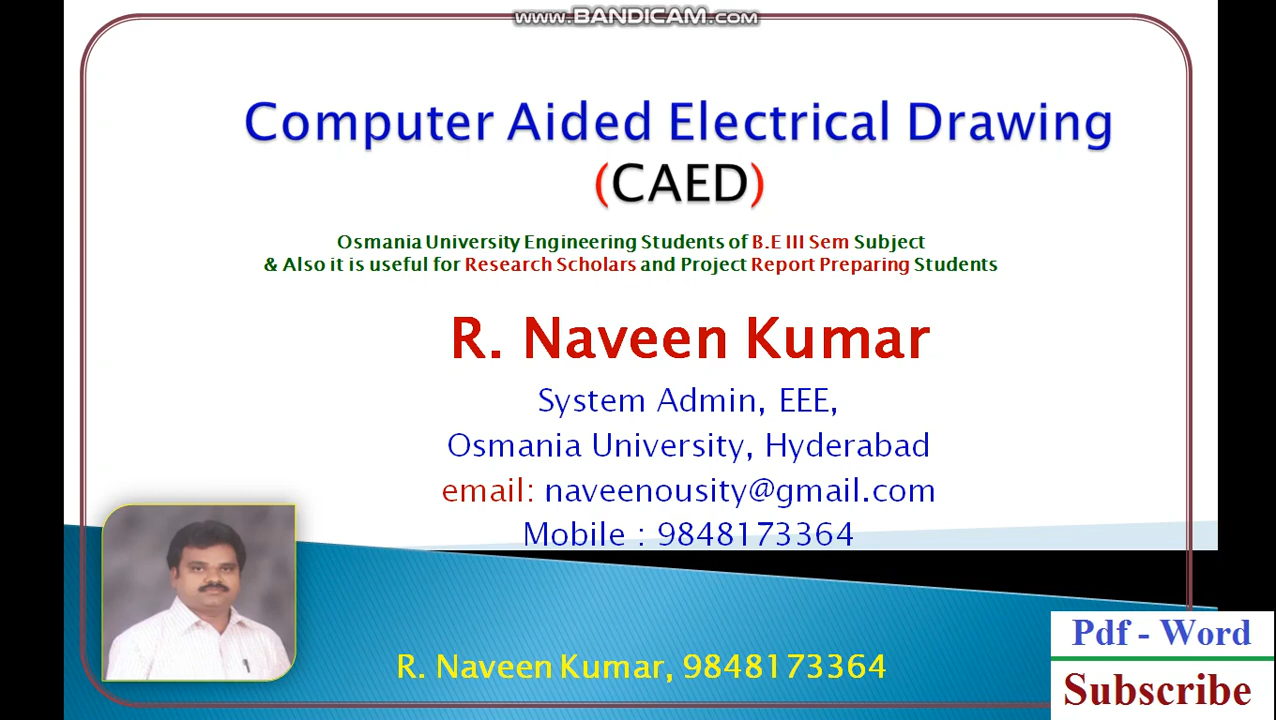 www.BANDICAM.com
Computer Aided Electrical Drawing
(CAED)
Osmania University Engineering Students of B.E III Sem Subject
& Also it is useful for Research Scholars and Project Report Preparing Students
R. Naveen Kumar
System Admin, EEE,
Osmania University, Hyderabad
email: naveenousity@gmail.com
Mobile : 9848173364
R. Naveen Kumar, 9848173364
Pdf - Word
Subscribe